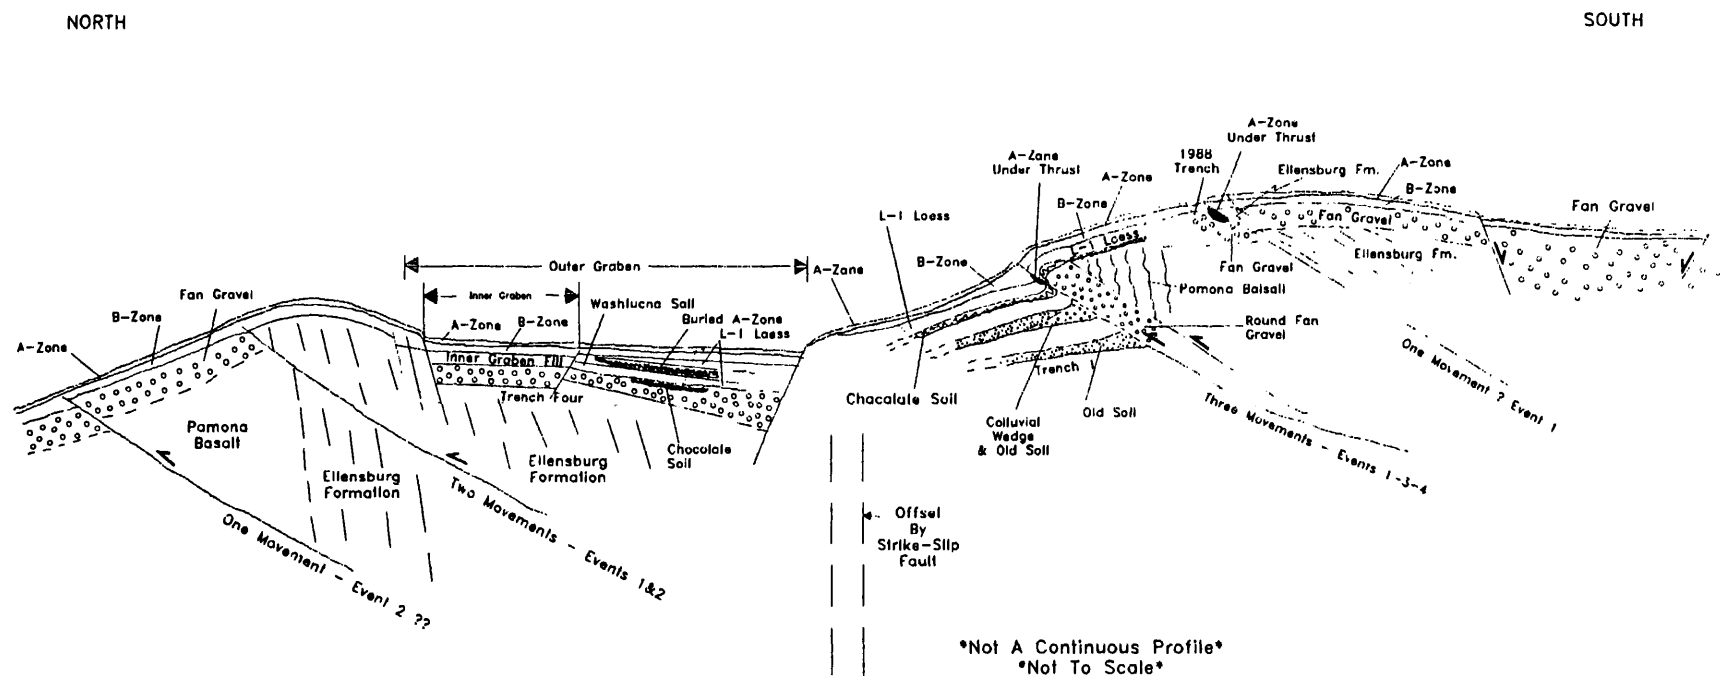 NORTH
SOUTH
A-Zone
Under Thrust
1988
Trench
A-Zone
Under Thrust
Ellensburg Fm.
A-Zone
B-Zone
A-Zone
B-Zone
Fan Gravel
Fan Gravel
L-1 Loess
L-1 Loess
B-Zone
Fan Gravel
Ellensburg Fm.
Outer Graben
A-Zone
Pomona Basalt
Fan Gravel
Inner Graben
Washtucna Soil
B-Zone
A-Zone
B-Zone
Buried A-Zone
L-1 Loess
Round Fan
Gravel
A-Zone
Inner Graben Fill
Trench 1
One Movement ? Event 1
Trench Four
Chocolate Soil
Old Soil
Three Movements - Events 1-3-4
Pomona
Basalt
Colluvial
Wedge
& Old Soil
Chocolate
Soil
Ellensburg
Formation
Ellensburg
Formation
Two Movements - Events 1&2
One Movement - Event 2 ??
Offset
By
Strike-Slip
Fault
*Not A Continuous Profile*
*Not To Scale*